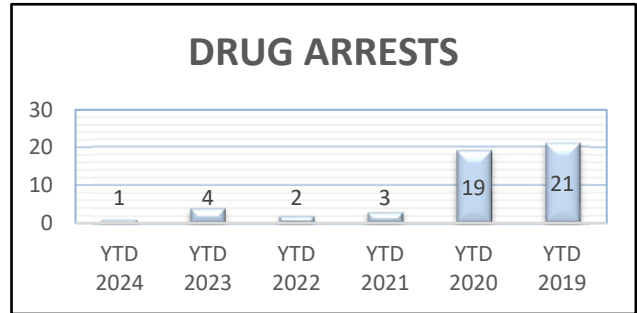 DRUG ARRESTS
30
20
10
0
1
4
2
3
19
21
YTD 2024
YTD 2023
YTD 2022
YTD 2021
YTD 2020
YTD 2019